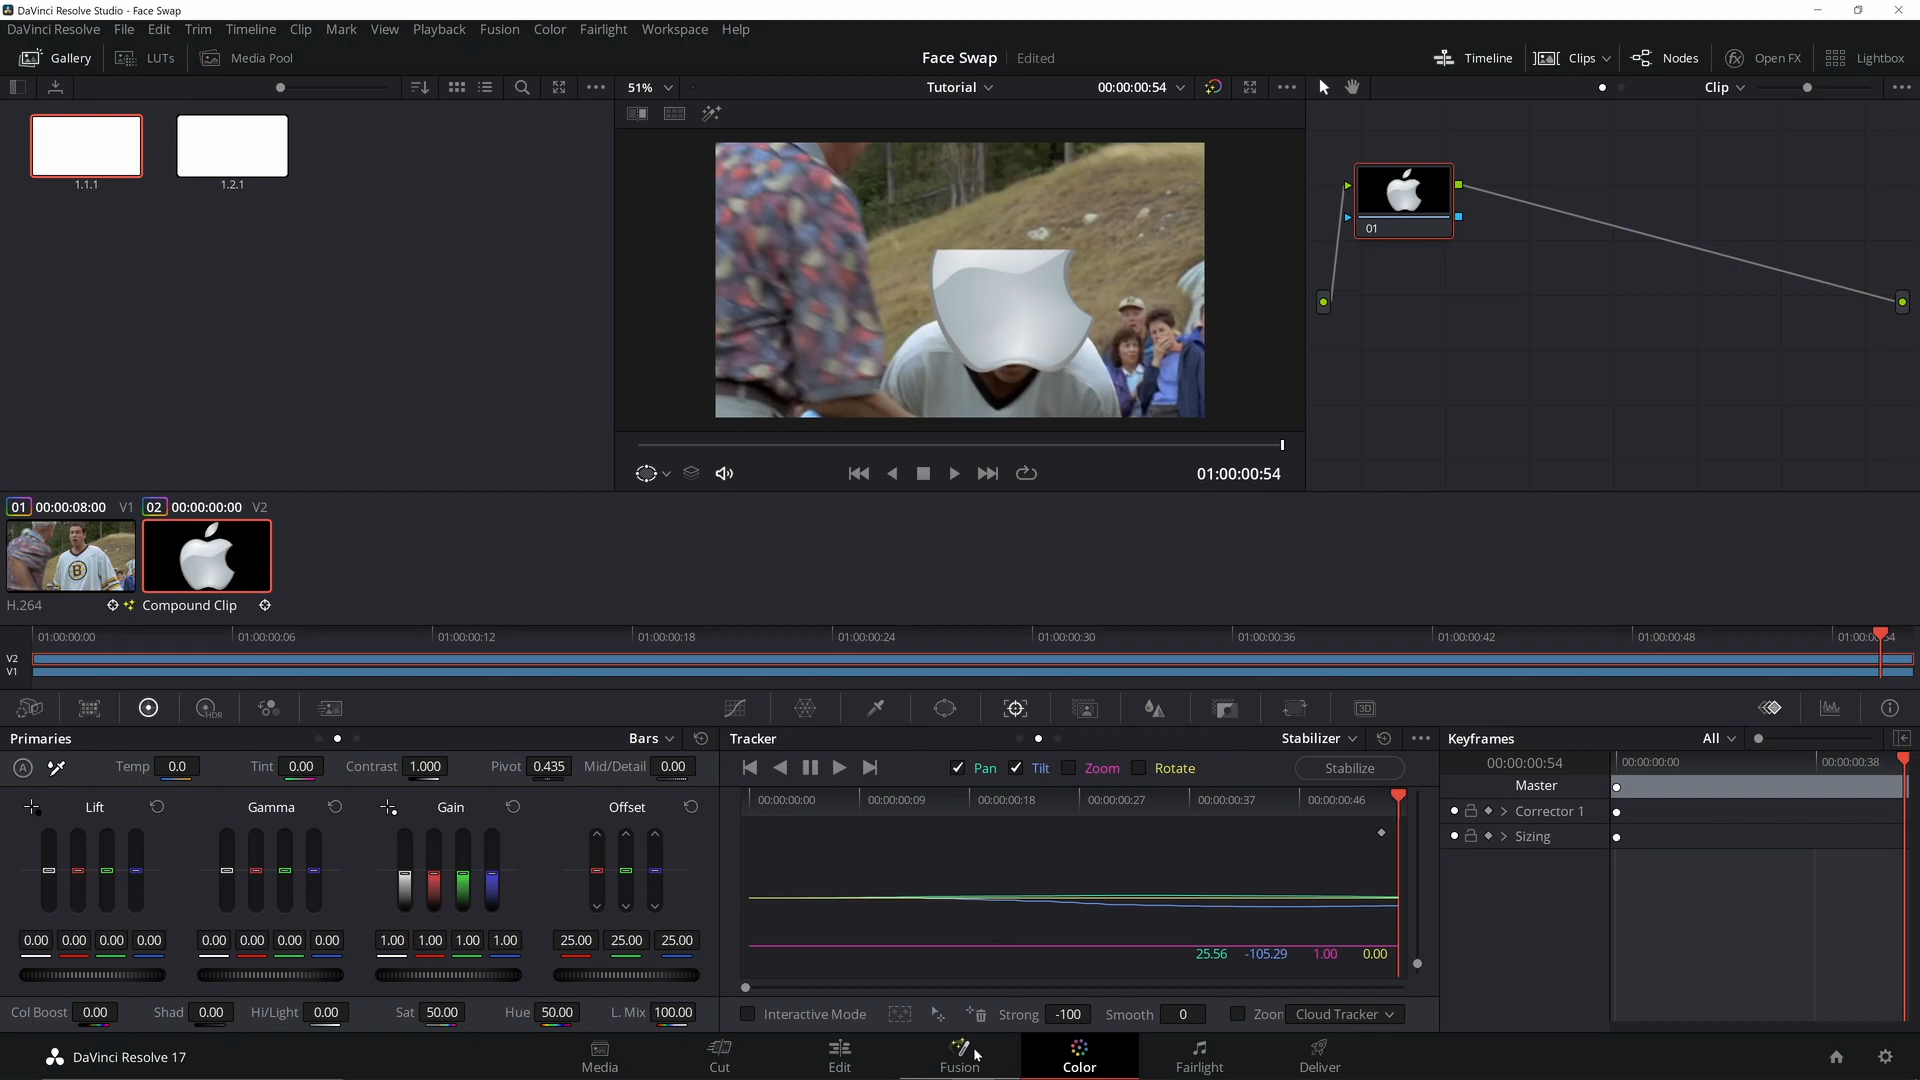 DaVinci Resolve Studio - Face Swap
DaVinci Resolve File Edit Trim Timeline Clip Mark View Playback Fusion Color Fairlight Workspace Help
Gallery LUTs Media Pool Face Swap Edited Timeline Clips Nodes Open FX Lightbox
51% Tutorial 00:00:00:54 Clip
1.1.1 1.2.1
01
B
01:00:00:54
01 00:00:08:00 V1 02 00:00:00:00 V2
H.264 Compound Clip
01:00:00:00 01:00:00:06 01:00:00:12 01:00:00:18 01:00:00:24 01:00:00:30 01:00:00:36 01:00:00:42 01:00:00:48
V2
V1
HDR 3D
Primaries Bars Tracker Stabilizer Keyframes All
A Temp 0.0 Tint 0.00 Contrast 1.000 Pivot 0.435 Mid/Detail 0.00 Pan Tilt Zoom Rotate Stabilize 00:00:00:54 00:00:00:00 00:00:00:38
Master
Lift Gamma Gain Offset 00:00:00:00 00:00:00:09 00:00:00:18 00:00:00:27 00:00:00:37 00:00:00:46
Corrector 1
Sizing
0.00 0.00 0.00 0.00 0.00 0.00 0.00 0.00 1.00 1.00 1.00 1.00 25.00 25.00 25.00
25.56 -105.29 1.00 0.00
Col Boost 0.00 Shad 0.00 Hi/Light 0.00 Sat 50.00 Hue 50.00 L. Mix 100.00 Interactive Mode Strong -100 Smooth 0 Zoon Cloud Tracker
DaVinci Resolve 17 Media Cut Edit Fusion Color Fairlight Deliver